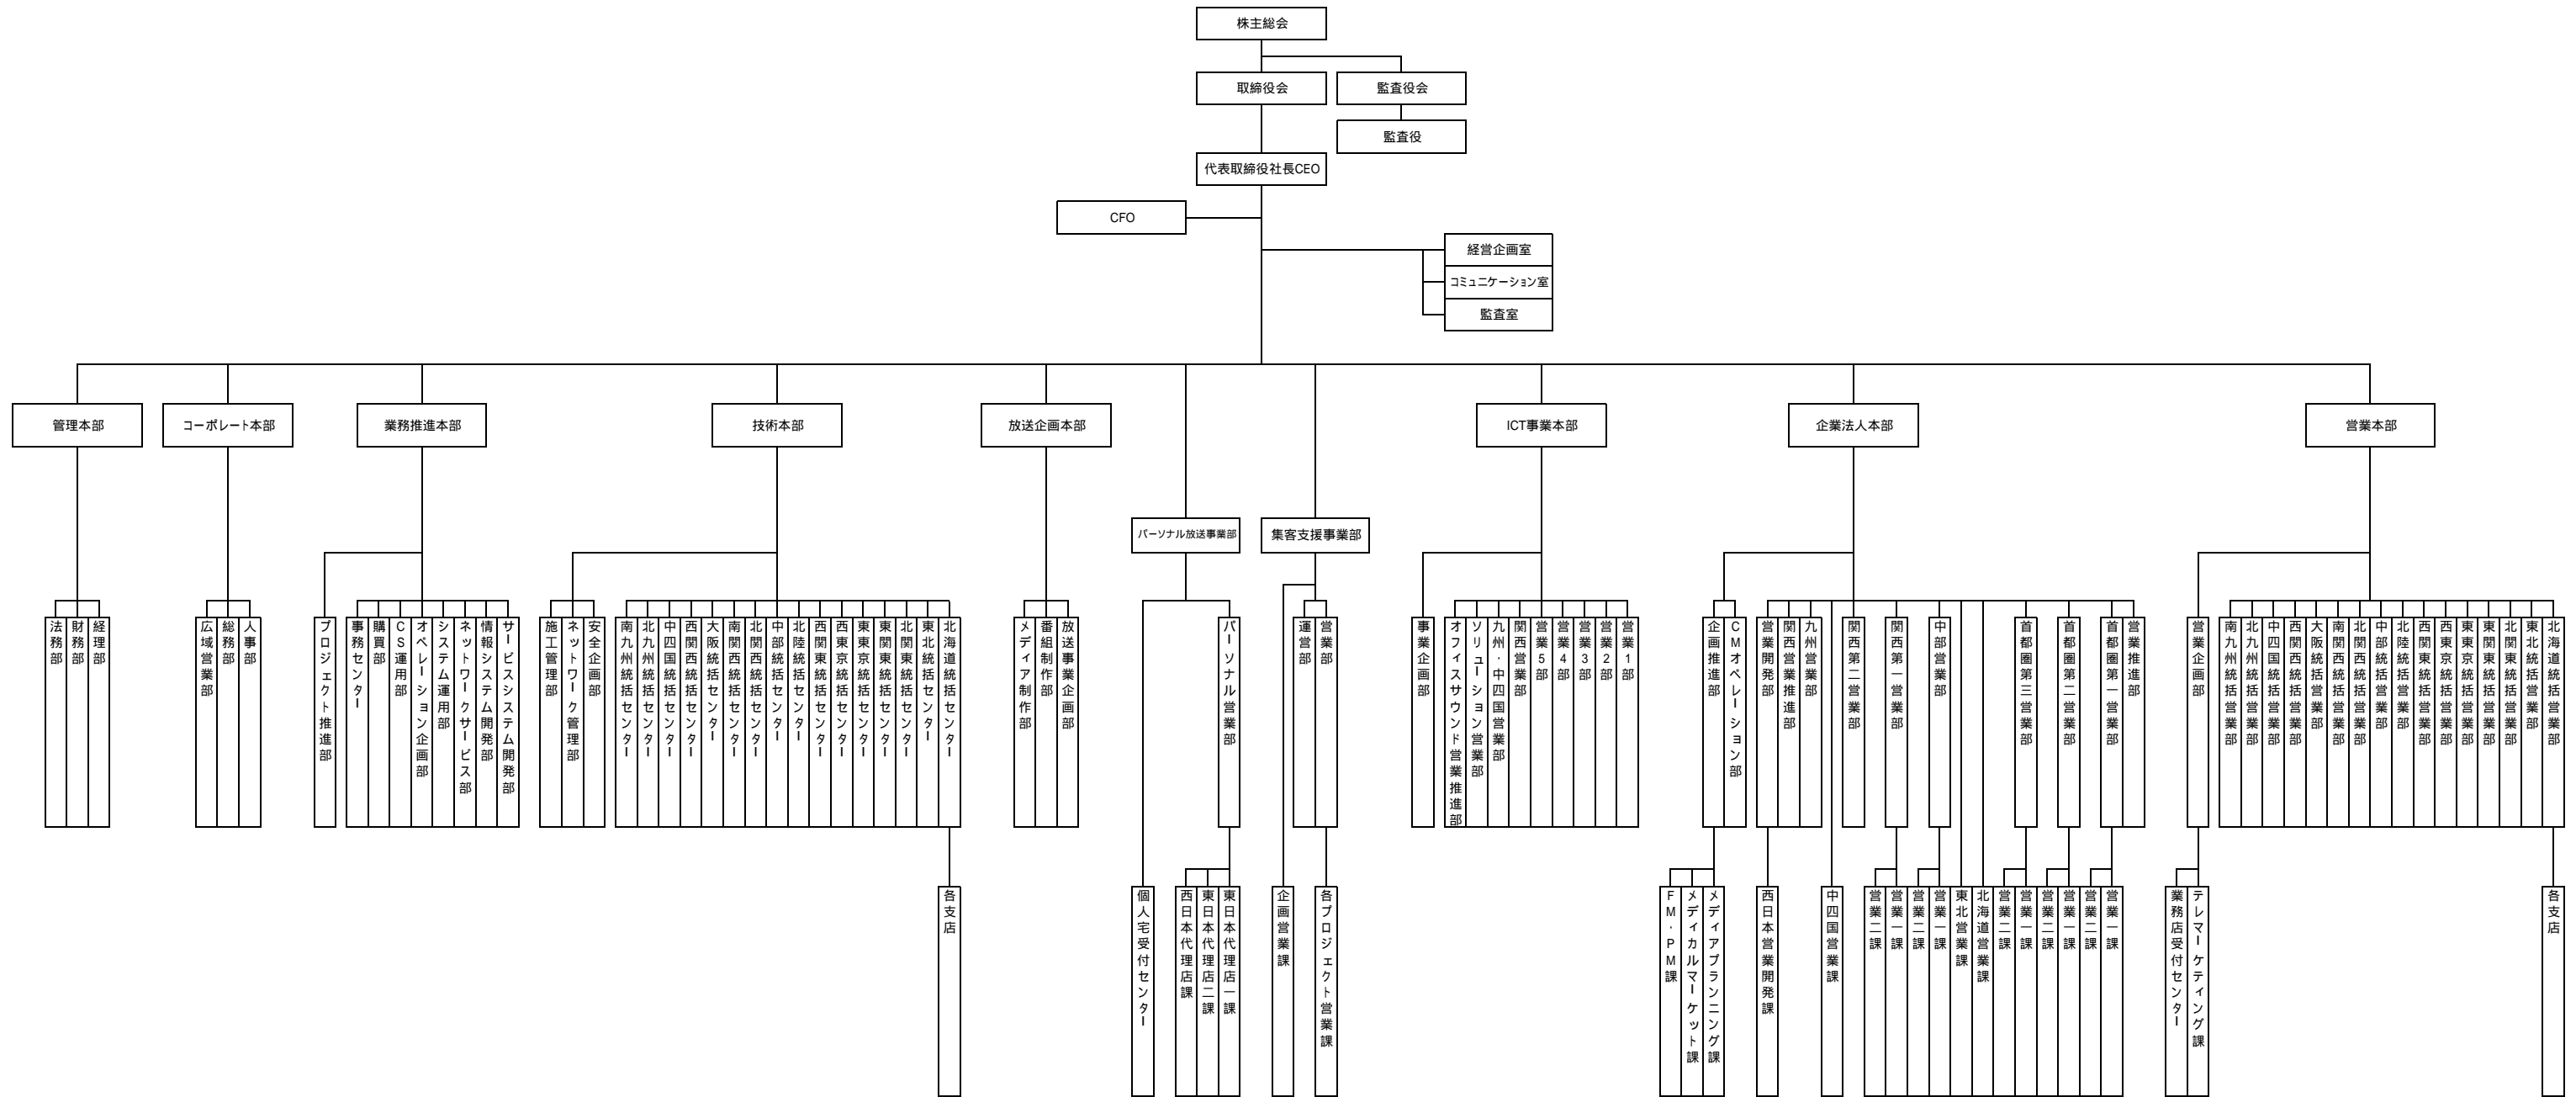 株主総会
取締役会
監査役会
監査役
代表取締役社長CEO
CFO
経営企画室
コミュニケーション室
監査室
管理本部
コーポレート本部
業務推進本部
技術本部
放送企画本部
ICT事業本部
企業法人本部
営業本部
パーソナル放送事業部
集客支援事業部
法務部
財務部
経理部
広域営業部
総務部
人事部
プロジェクト推進部
事務センター
購買部
CS運用部
オペレーション企画部
システム運用部
ネットワークサービス部
情報システム開発部
サービスシステム開発部
施工管理部
ネットワーク管理部
安全企画部
南九州統括センター
北九州統括センター
中四国統括センター
西関西統括センター
大阪統括センター
南関西統括センター
北関西統括センター
中部統括センター
北陸統括センター
西関東統括センター
西東京統括センター
東東京統括センター
東関東統括センター
北関東統括センター
東北統括センター
北海道統括センター
メディア制作部
番組制作部
放送事業企画部
パーソナル営業部
運営部
営業部
事業企画部
オフィスサウンド営業推進部
ソリューション営業部
九州・中四国営業部
関西営業部
営業5部
営業4部
営業3部
営業2部
営業1部
企画推進部
CMオペレーション部
営業開発部
関西営業推進部
九州営業部
関西第二営業部
関西第一営業部
中部営業部
首都圏第三営業部
首都圏第二営業部
首都圏第一営業部
営業推進部
営業企画部
南九州統括営業部
北九州統括営業部
中四国統括営業部
西関西統括営業部
大阪統括営業部
南関西統括営業部
北関西統括営業部
中部統括営業部
北陸統括営業部
西関東統括営業部
西東京統括営業部
東東京統括営業部
東関東統括営業部
北関東統括営業部
東北統括営業部
北海道統括営業部
各支店
個人宅受付センター
西日本代理店課
東日本代理店二課
東日本代理店一課
企画営業課
各プロジェクト営業課
FM・PM課
メディカルマーケット課
メディアプランニング課
西日本営業開発課
中四国営業課
営業二課
営業一課
営業二課
営業一課
東北営業課
北海道営業課
営業二課
営業一課
営業二課
営業一課
営業二課
営業一課
業務店受付センター
テレマーケティング課
各支店